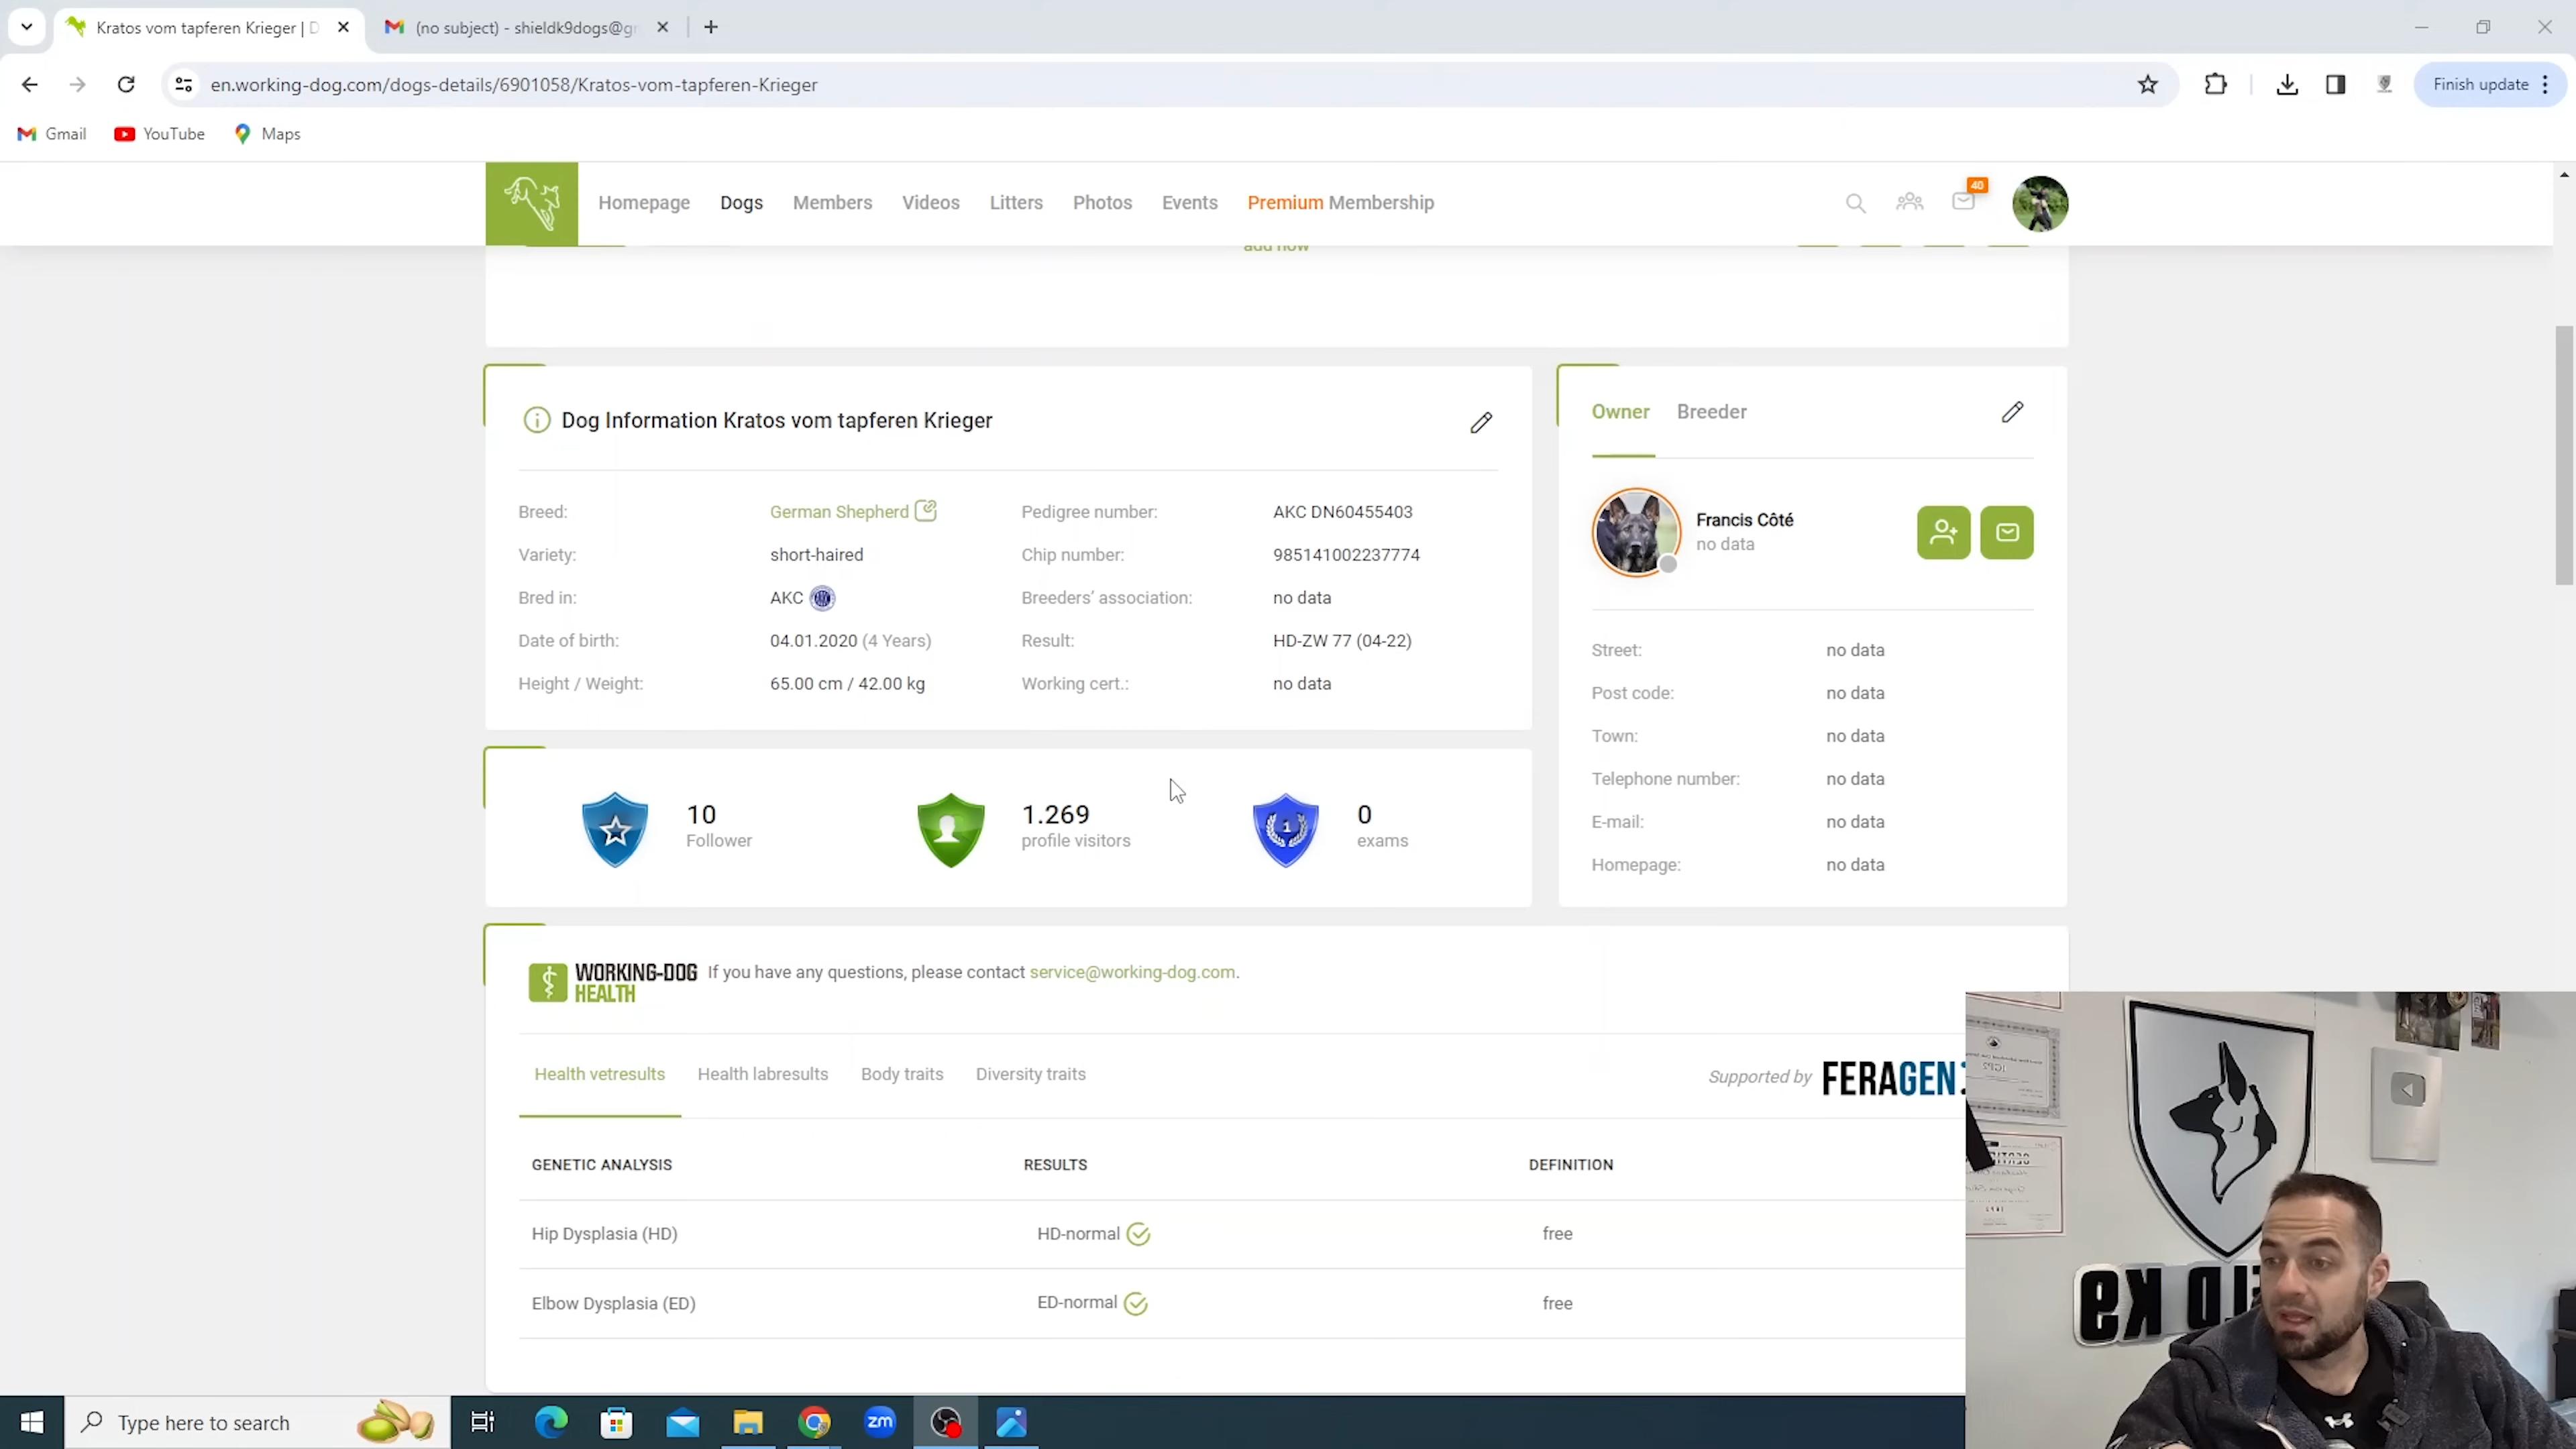 Kratos vom tapferen Krieger | D
(no subject) - shieldk9dogs@gr
en.working-dog.com/dogs-details/6901058/Kratos-vom-tapferen-Krieger
Finish update
Gmail
YouTube
Maps
Homepage
Dogs
Members
Videos
Litters
Photos
Events
Premium Membership
40
add now
Dog Information Kratos vom tapferen Krieger
Breed: German Shepherd
Pedigree number: AKC DN60455403
Variety: short-haired
Chip number: 985141002237774
Bred in: AKC
Breeders' association: no data
Date of birth: 04.01.2020 (4 Years)
Result: HD-ZW 77 (04-22)
Height / Weight: 65.00 cm / 42.00 kg
Working cert.: no data
Owner
Breeder
Francis Côté
no data
Street: no data
Post code: no data
Town: no data
Telephone number: no data
E-mail: no data
Homepage: no data
10
Follower
1.269
profile visitors
1
0
exams
WORKING-DOG
HEALTH
If you have any questions, please contact service@working-dog.com.
Health vetresults
Health labresults
Body traits
Diversity traits
Supported by FERAGEN
GENETIC ANALYSIS
RESULTS
DEFINITION
Hip Dysplasia (HD)
HD-normal
free
Elbow Dysplasia (ED)
ED-normal
free
Type here to search
zm